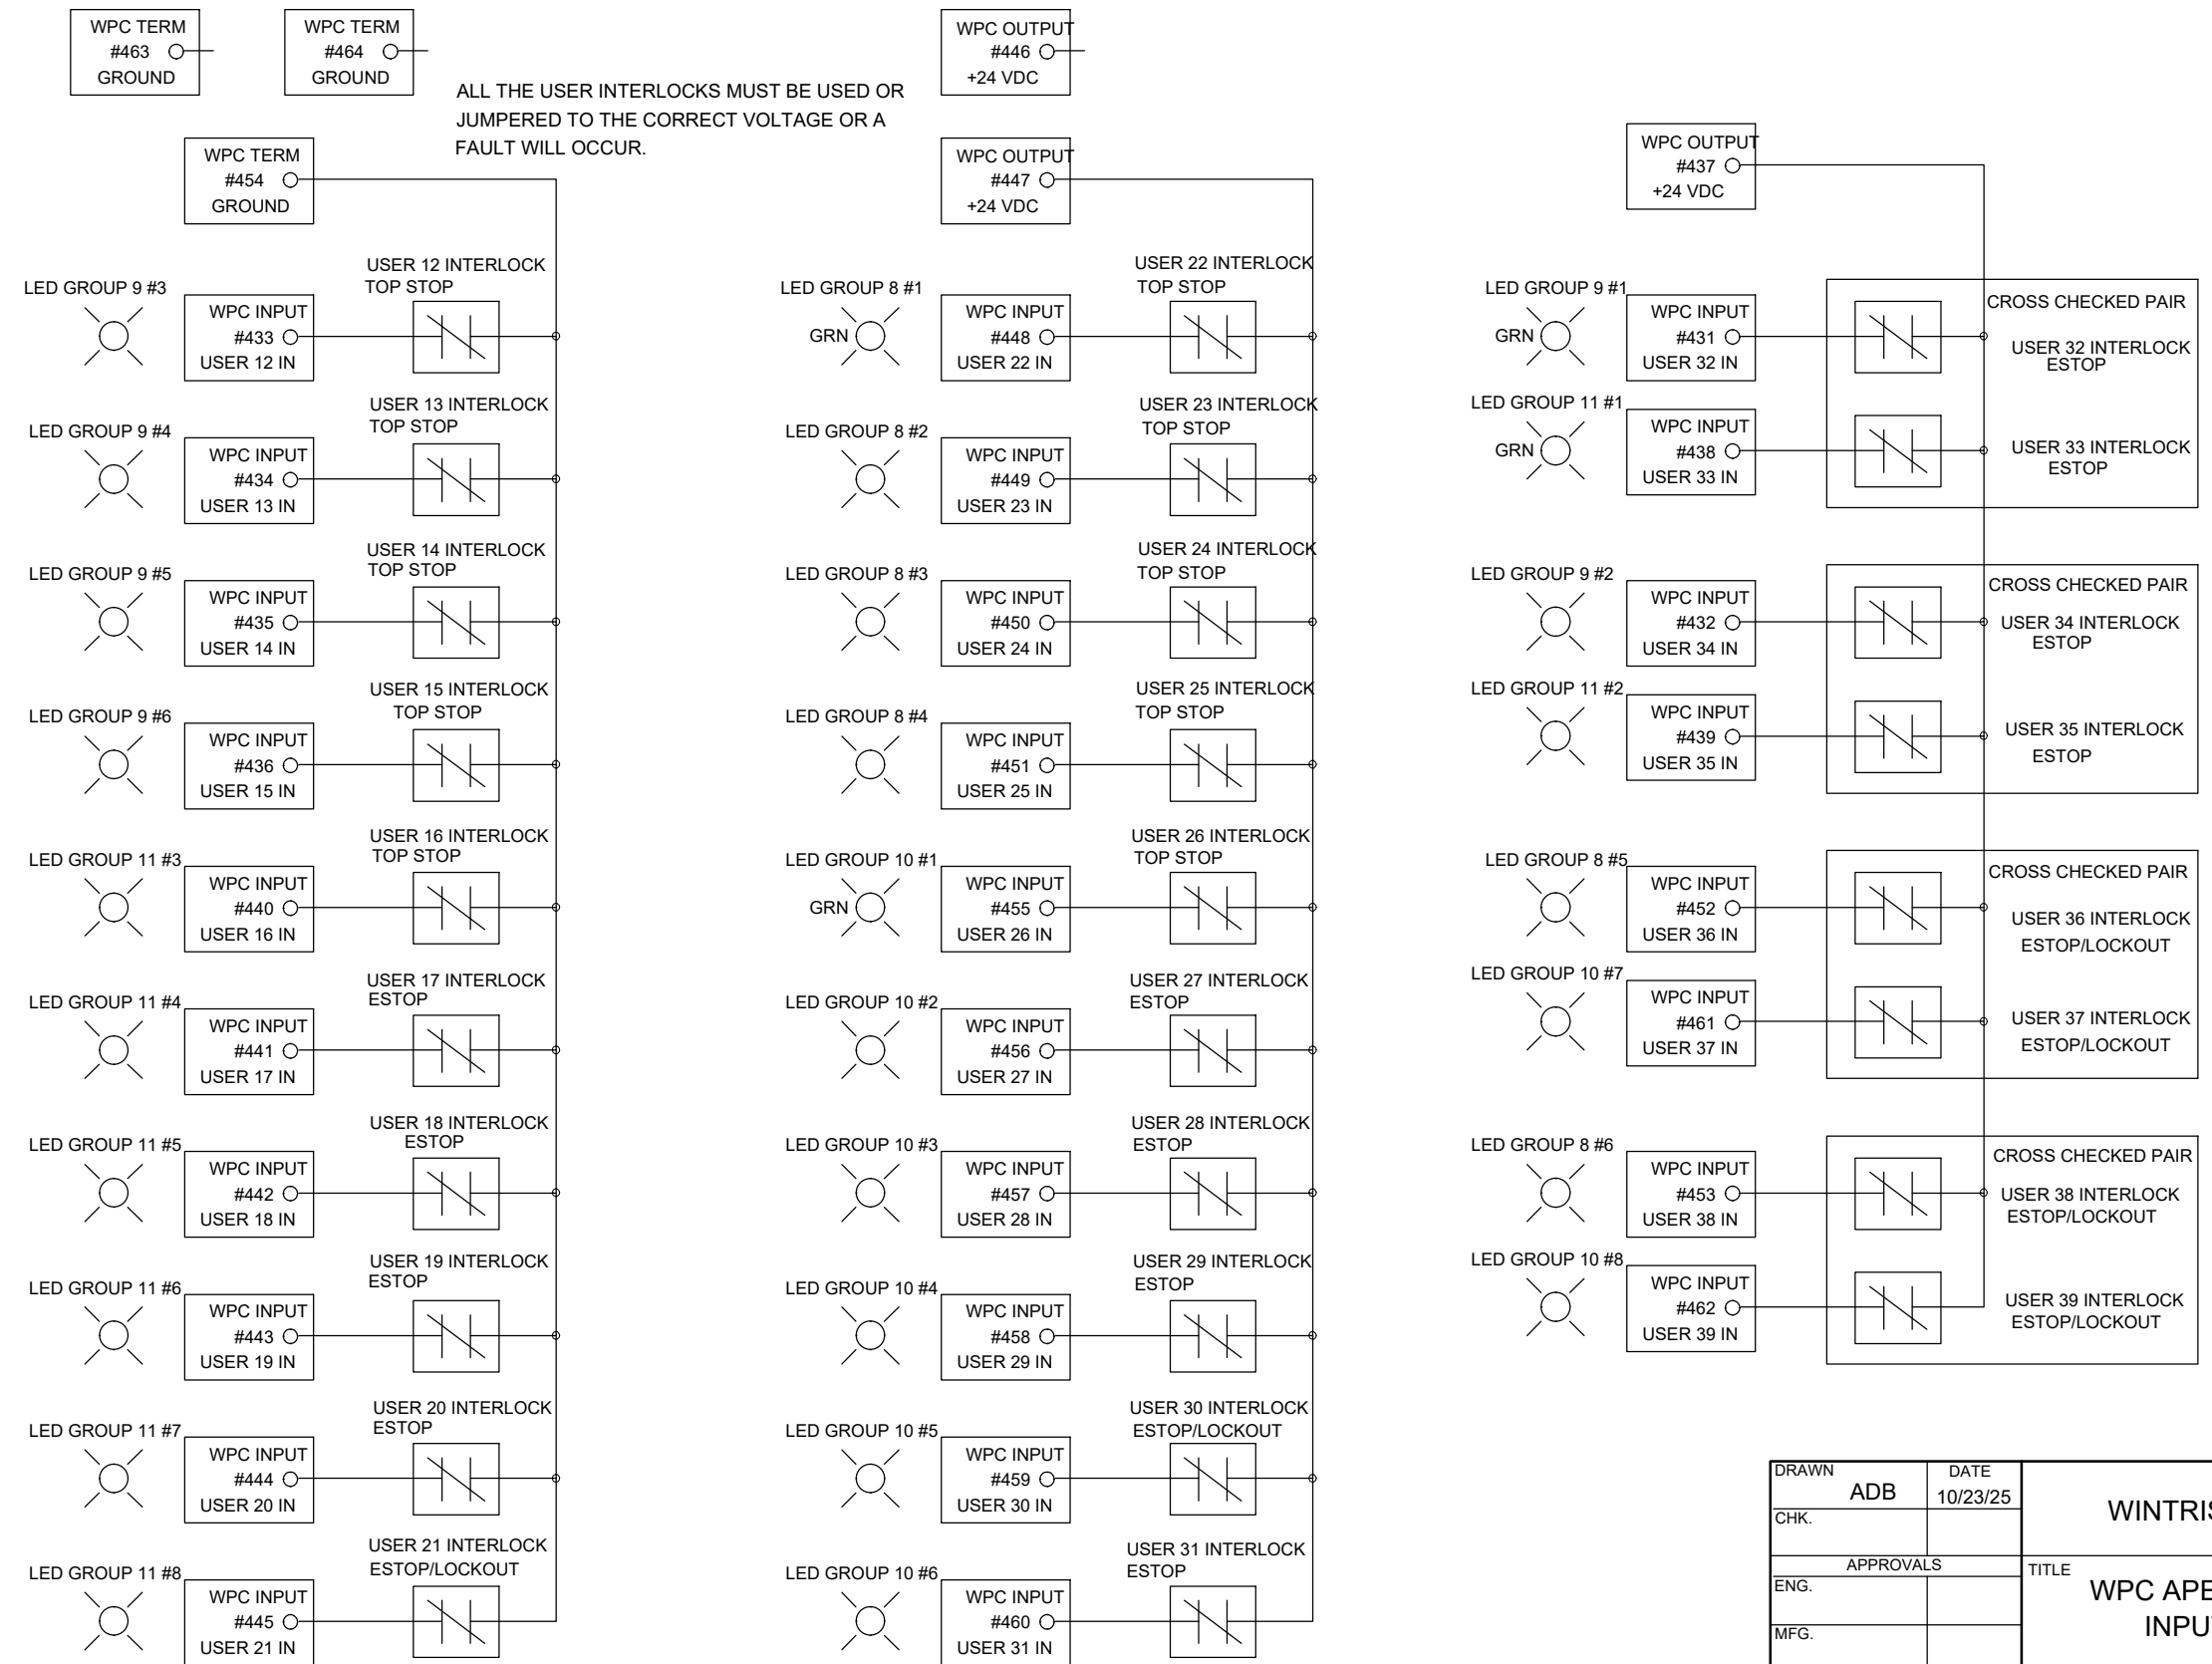 WPC TERM
#463
GROUND
WPC TERM
#464
GROUND
ALL THE USER INTERLOCKS MUST BE USED OR
JUMPERED TO THE CORRECT VOLTAGE OR A
FAULT WILL OCCUR.
WPC TERM
#454
GROUND
LED GROUP 9 #3
WPC INPUT
#433
USER 12 IN
USER 12 INTERLOCK
TOP STOP
LED GROUP 9 #4
WPC INPUT
#434
USER 13 IN
USER 13 INTERLOCK
TOP STOP
LED GROUP 9 #5
WPC INPUT
#435
USER 14 IN
USER 14 INTERLOCK
TOP STOP
LED GROUP 9 #6
WPC INPUT
#436
USER 15 IN
USER 15 INTERLOCK
TOP STOP
LED GROUP 11 #3
WPC INPUT
#440
USER 16 IN
USER 16 INTERLOCK
TOP STOP
LED GROUP 11 #4
WPC INPUT
#441
USER 17 IN
USER 17 INTERLOCK
ESTOP
LED GROUP 11 #5
WPC INPUT
#442
USER 18 IN
USER 18 INTERLOCK
ESTOP
LED GROUP 11 #6
WPC INPUT
#443
USER 19 IN
USER 19 INTERLOCK
ESTOP
LED GROUP 11 #7
WPC INPUT
#444
USER 20 IN
USER 20 INTERLOCK
ESTOP
LED GROUP 11 #8
WPC INPUT
#445
USER 21 IN
USER 21 INTERLOCK
ESTOP/LOCKOUT
WPC OUTPUT
#446
+24 VDC
WPC OUTPUT
#447
+24 VDC
LED GROUP 8 #1
GRN
WPC INPUT
#448
USER 22 IN
USER 22 INTERLOCK
TOP STOP
LED GROUP 8 #2
WPC INPUT
#449
USER 23 IN
USER 23 INTERLOCK
TOP STOP
LED GROUP 8 #3
WPC INPUT
#450
USER 24 IN
USER 24 INTERLOCK
TOP STOP
LED GROUP 8 #4
WPC INPUT
#451
USER 25 IN
USER 25 INTERLOCK
TOP STOP
LED GROUP 10 #1
GRN
WPC INPUT
#455
USER 26 IN
USER 26 INTERLOCK
TOP STOP
LED GROUP 10 #2
WPC INPUT
#456
USER 27 IN
USER 27 INTERLOCK
ESTOP
LED GROUP 10 #3
WPC INPUT
#457
USER 28 IN
USER 28 INTERLOCK
ESTOP
LED GROUP 10 #4
WPC INPUT
#458
USER 29 IN
USER 29 INTERLOCK
ESTOP
LED GROUP 10 #5
WPC INPUT
#459
USER 30 IN
USER 30 INTERLOCK
ESTOP/LOCKOUT
LED GROUP 10 #6
WPC INPUT
#460
USER 31 IN
USER 31 INTERLOCK
ESTOP
WPC OUTPUT
#437
+24 VDC
LED GROUP 9 #1
GRN
WPC INPUT
#431
USER 32 IN
CROSS CHECKED PAIR
USER 32 INTERLOCK
ESTOP
LED GROUP 11 #1
GRN
WPC INPUT
#438
USER 33 IN
USER 33 INTERLOCK
ESTOP
LED GROUP 9 #2
WPC INPUT
#432
USER 34 IN
CROSS CHECKED PAIR
USER 34 INTERLOCK
ESTOP
LED GROUP 11 #2
WPC INPUT
#439
USER 35 IN
USER 35 INTERLOCK
ESTOP
LED GROUP 8 #5
WPC INPUT
#452
USER 36 IN
CROSS CHECKED PAIR
USER 36 INTERLOCK
ESTOP/LOCKOUT
LED GROUP 10 #7
WPC INPUT
#461
USER 37 IN
USER 37 INTERLOCK
ESTOP/LOCKOUT
LED GROUP 8 #6
WPC INPUT
#453
USER 38 IN
CROSS CHECKED PAIR
USER 38 INTERLOCK
ESTOP/LOCKOUT
LED GROUP 10 #8
WPC INPUT
#462
USER 39 IN
USER 39 INTERLOCK
ESTOP/LOCKOUT
DRAWN
ADB
DATE
10/23/25
CHK.
APPROVALS
ENG.
MFG.
TITLE
WPC